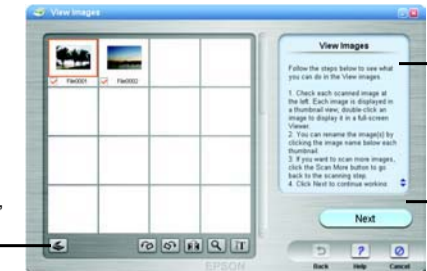 View Images
File0001
File0002
View Images
Follow the steps below to see what
you can do in the View images.
1. Check each scanned image at
the left. Each image is displayed in
a thumbnail view; double-click an
image to display it in a full-screen
Viewer.
2. You can rename the image(s) by
clicking the image name below each
thumbnail.
3. If you want to scan more images,
click the Scan More button to go
back to the scanning step.
4. Click Next to continue working
Next
EPSON
Back
Help
Cancel